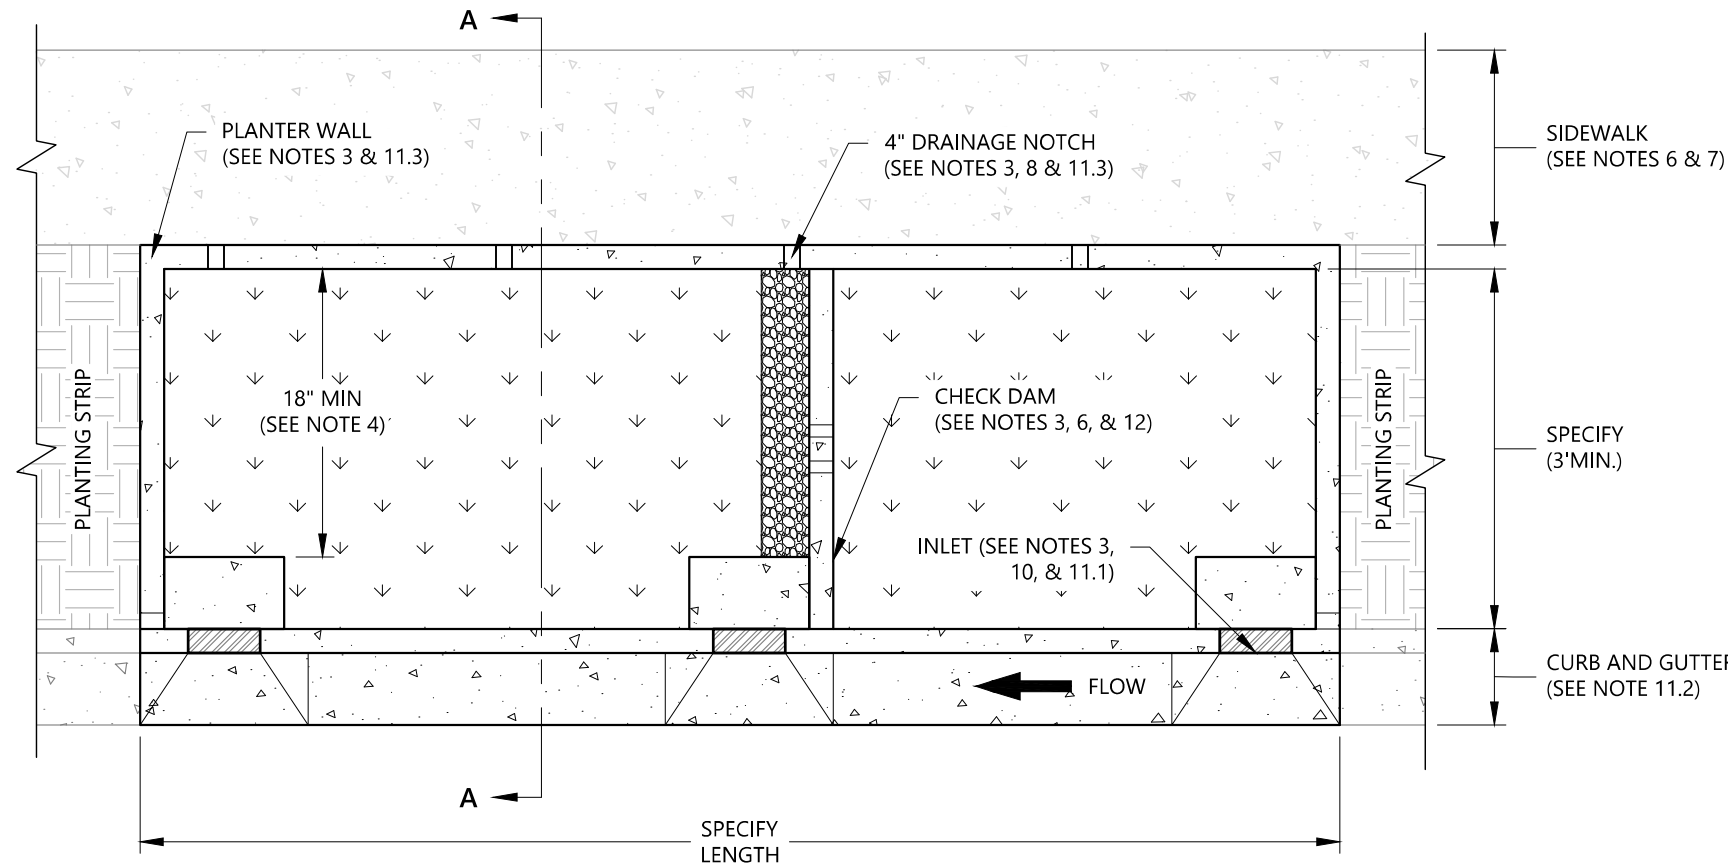 A
PLANTER WALL
(SEE NOTES 3 & 11.3)
4" DRAINAGE NOTCH
(SEE NOTES 3, 8 & 11.3)
SIDEWALK
(SEE NOTES 6 & 7)
18" MIN
(SEE NOTE 4)
CHECK DAM
(SEE NOTES 3, 6, & 12)
PLANTING STRIP
PLANTING STRIP
SPECIFY
(3'MIN.)
INLET (SEE NOTES 3,
10, & 11.1)
FLOW
CURB AND GUTTER
(SEE NOTE 11.2)
A
SPECIFY
LENGTH